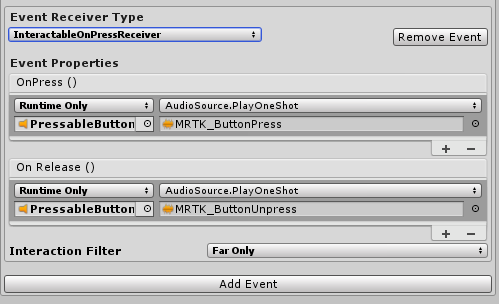 Event Receiver Type
InteractableOnPressReceiver
Remove Event
Event Properties
OnPress ()
Runtime Only
AudioSource.PlayOneShot
PressableButton
MRTK_ButtonPress
+ −
On Release ()
Runtime Only
AudioSource.PlayOneShot
PressableButton
MRTK_ButtonUnpress
+ −
Interaction Filter
Far Only
Add Event